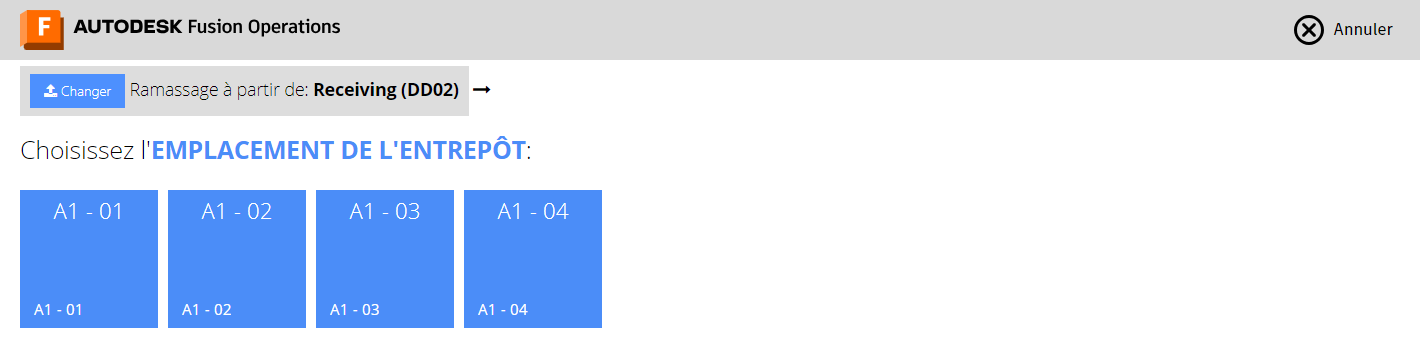 AUTODESK Fusion Operations
Annuler
Changer Ramassage à partir de: Receiving (DD02) →
Choisissez l'EMPLACEMENT DE L'ENTREPÔT:
A1 - 01 A1 - 02 A1 - 03 A1 - 04
A1 - 01 A1 - 02 A1 - 03 A1 - 04